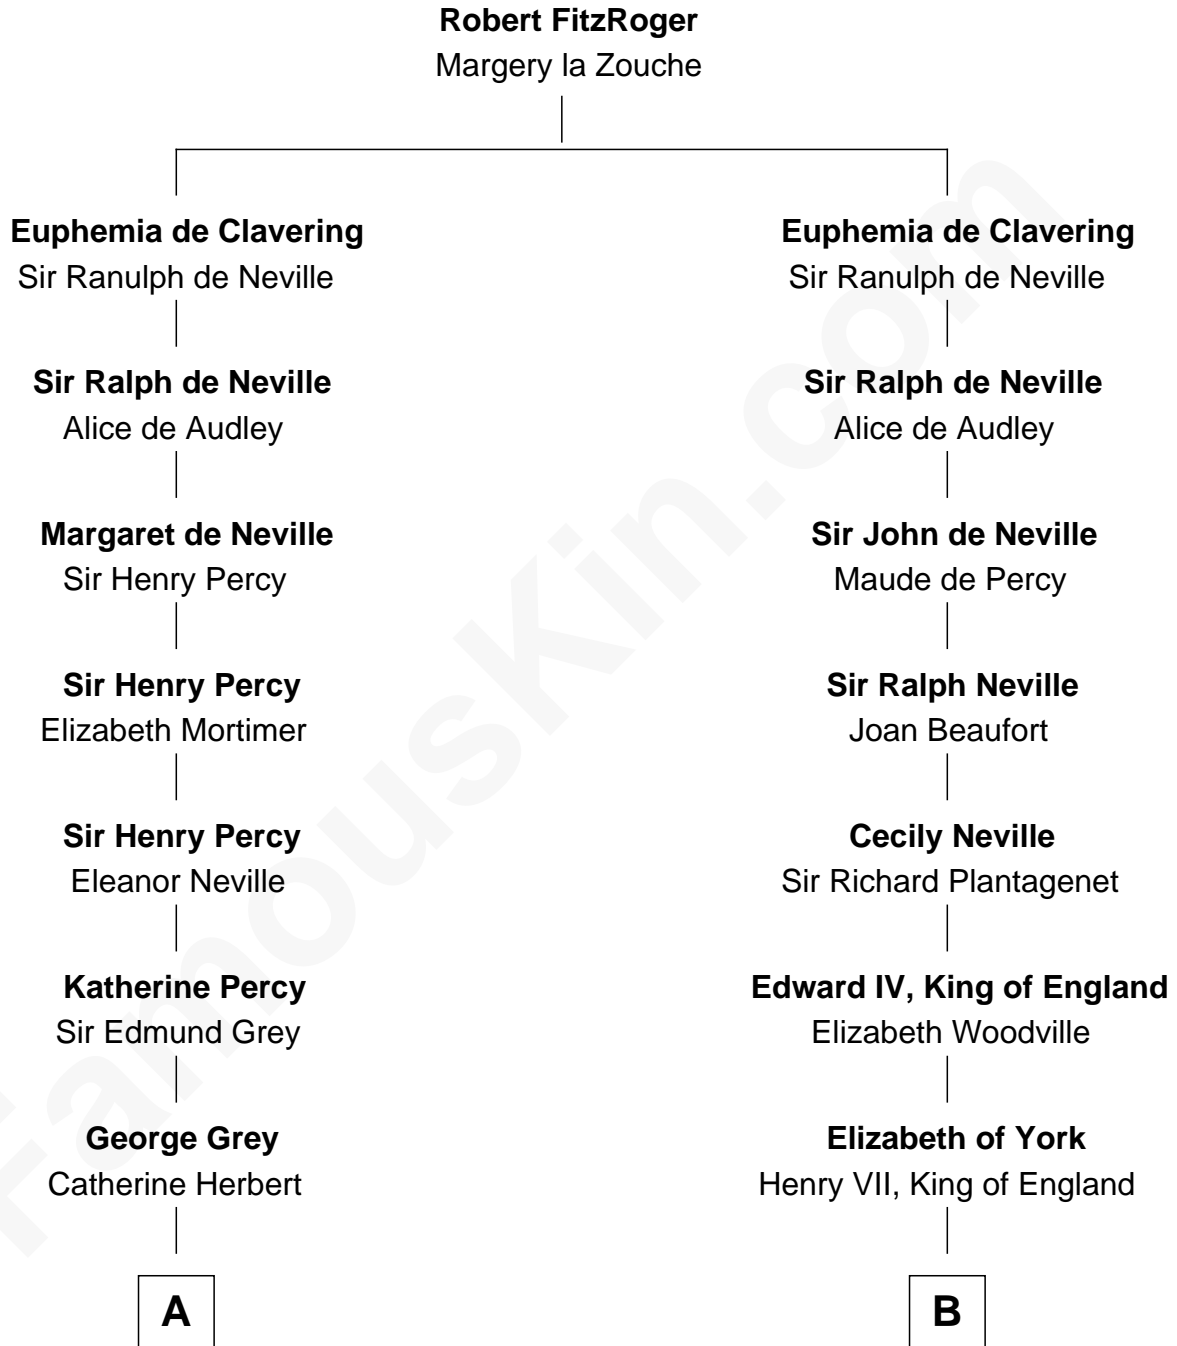 Robert FitzRoger
Margery la Zouche
Euphemia de Clavering
Sir Ranulph de Neville
Euphemia de Clavering
Sir Ranulph de Neville
Sir Ralph de Neville
Alice de Audley
Sir Ralph de Neville
Alice de Audley
Margaret de Neville
Sir Henry Percy
Sir John de Neville
Maude de Percy
Sir Henry Percy
Elizabeth Mortimer
Sir Ralph Neville
Joan Beaufort
Sir Henry Percy
Eleanor Neville
Cecily Neville
Sir Richard Plantagenet
Katherine Percy
Sir Edmund Grey
Edward IV, King of England
Elizabeth Woodville
George Grey
Catherine Herbert
Elizabeth of York
Henry VII, King of England
A
B
FamousKin.com